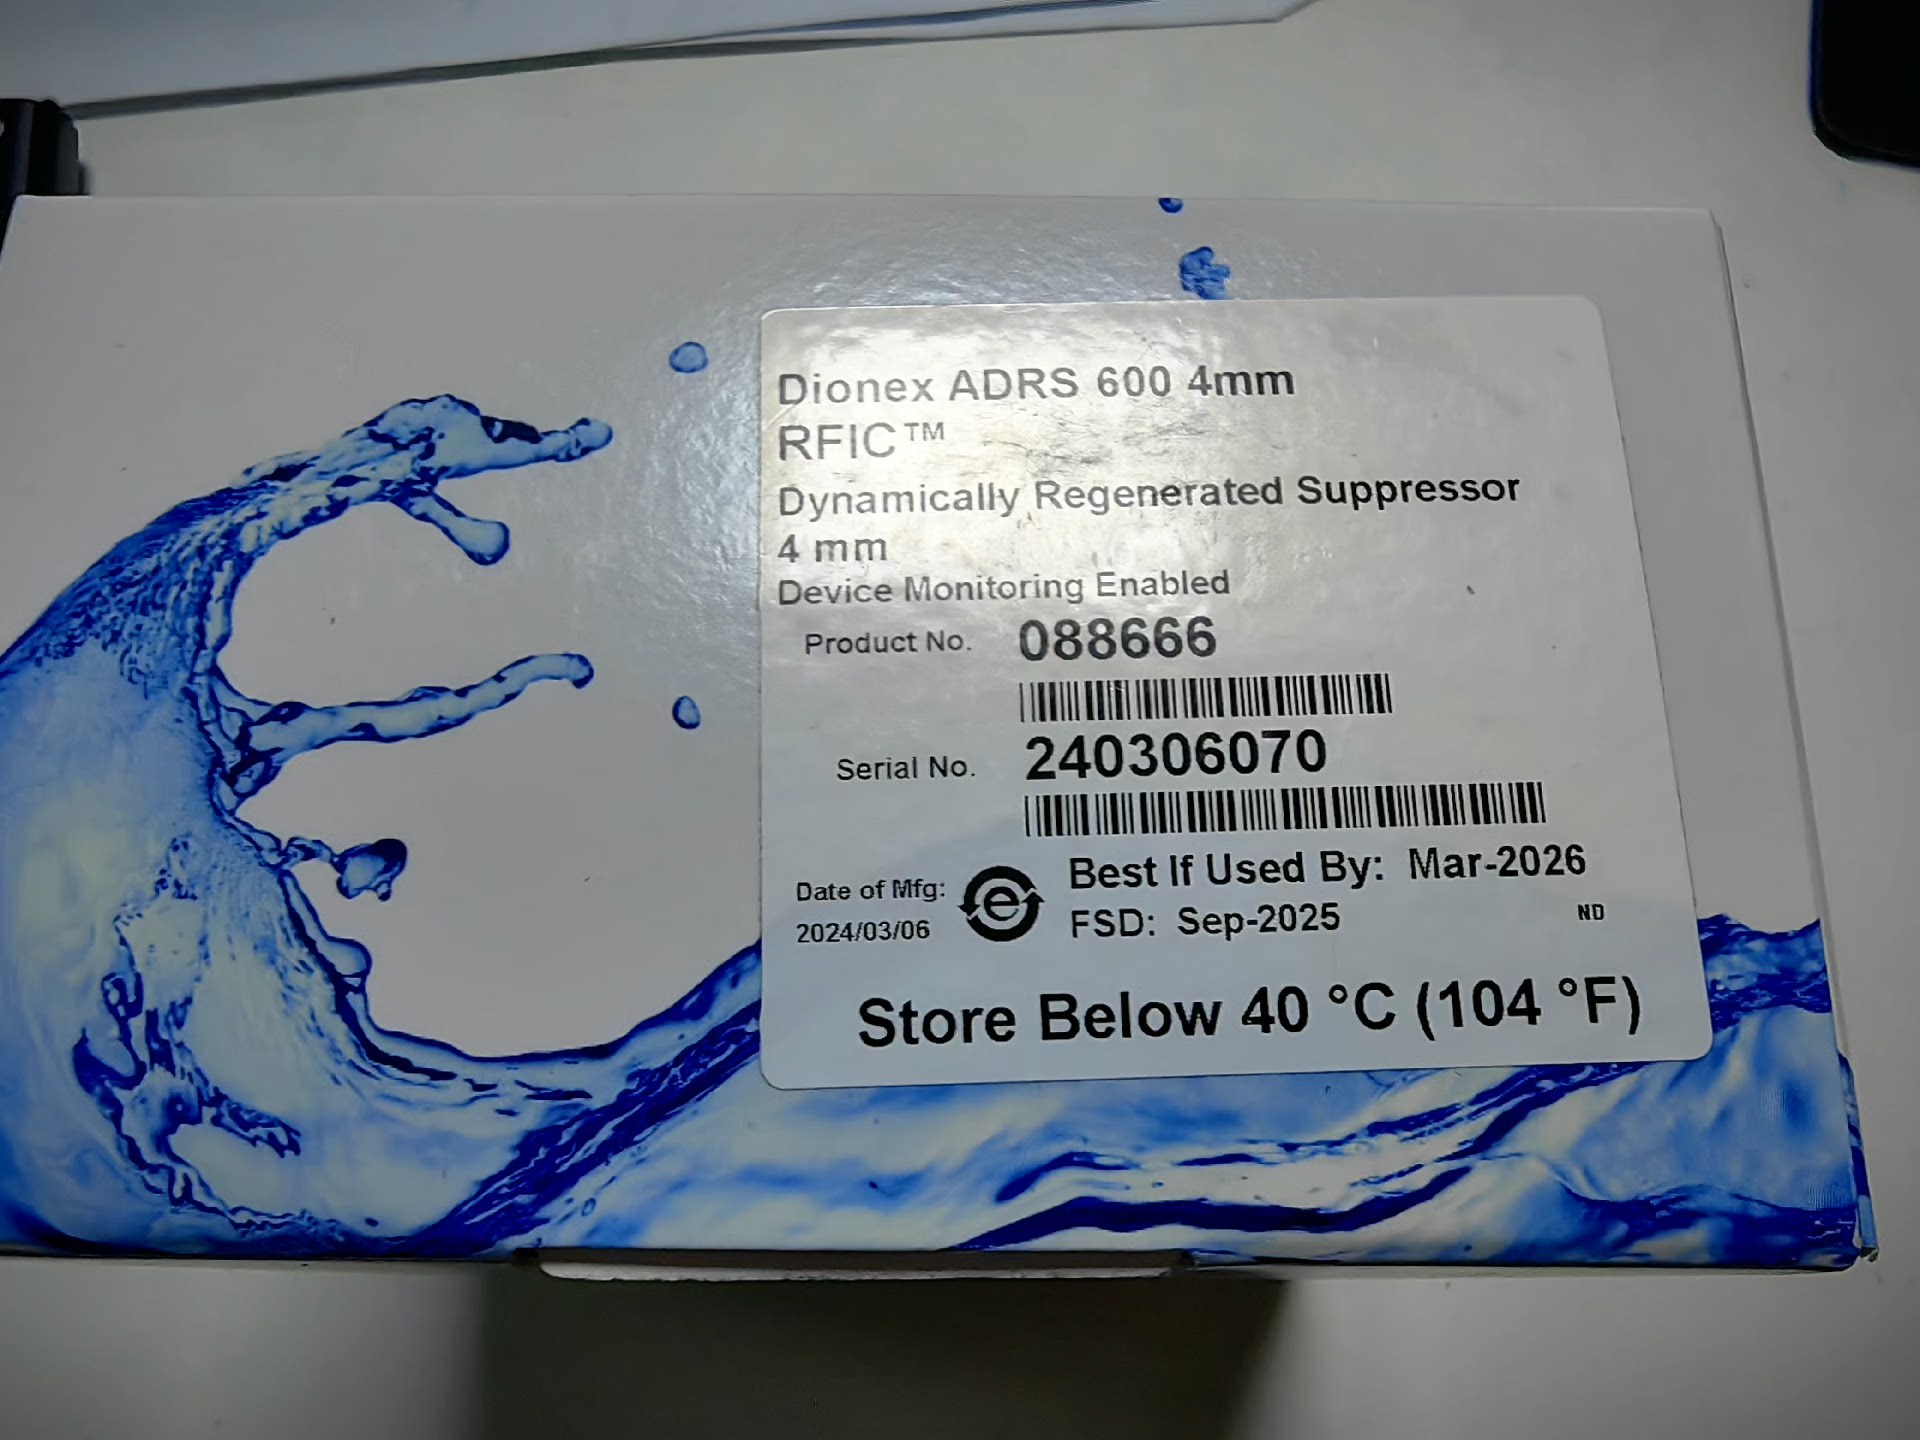 Dionex ADRS 600 4mm
RFIC™
Dynamically Regenerated Suppressor
4 mm
Device Monitoring Enabled
Product No. 088666
Serial No. 240306070
Date of Mfg: e Best If Used By: Mar-2026
2024/03/06 FSD: Sep-2025 ND
Store Below 40 °C (104 °F)